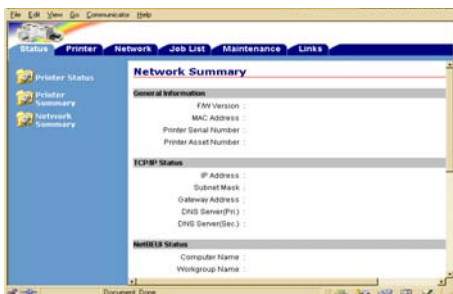 File Edit View Go Communicator Help
Status Printer Network Job List Maintenance Links
Printer Status
Printer
Summary
Network
Summary
Network Summary
General Information
F/W Version :
MAC Address :
Printer Serial Number :
Printer Asset Number :
TCP/IP Status
IP Address :
Subnet Mask :
Gateway Address :
DNS Server(Pri.) :
DNS Server(Sec.) :
NetBEUI Status
Computer Name :
Workgroup Name :
Document: Done